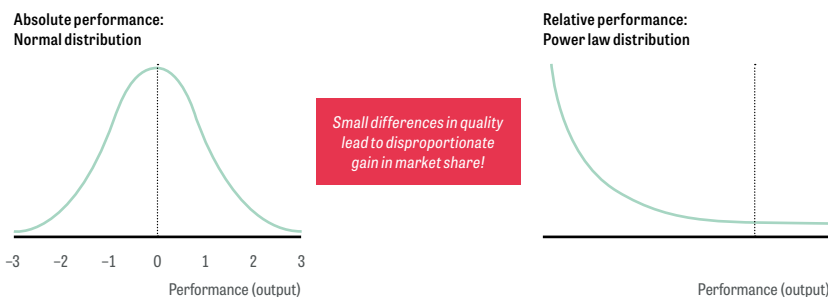 Absolute performance:
Normal distribution
Small differences in quality
lead to disproportionate
gain in market share!
Relative performance:
Power law distribution
–3 –2 –1 0 1 2 3
Performance (output)
Performance (output)